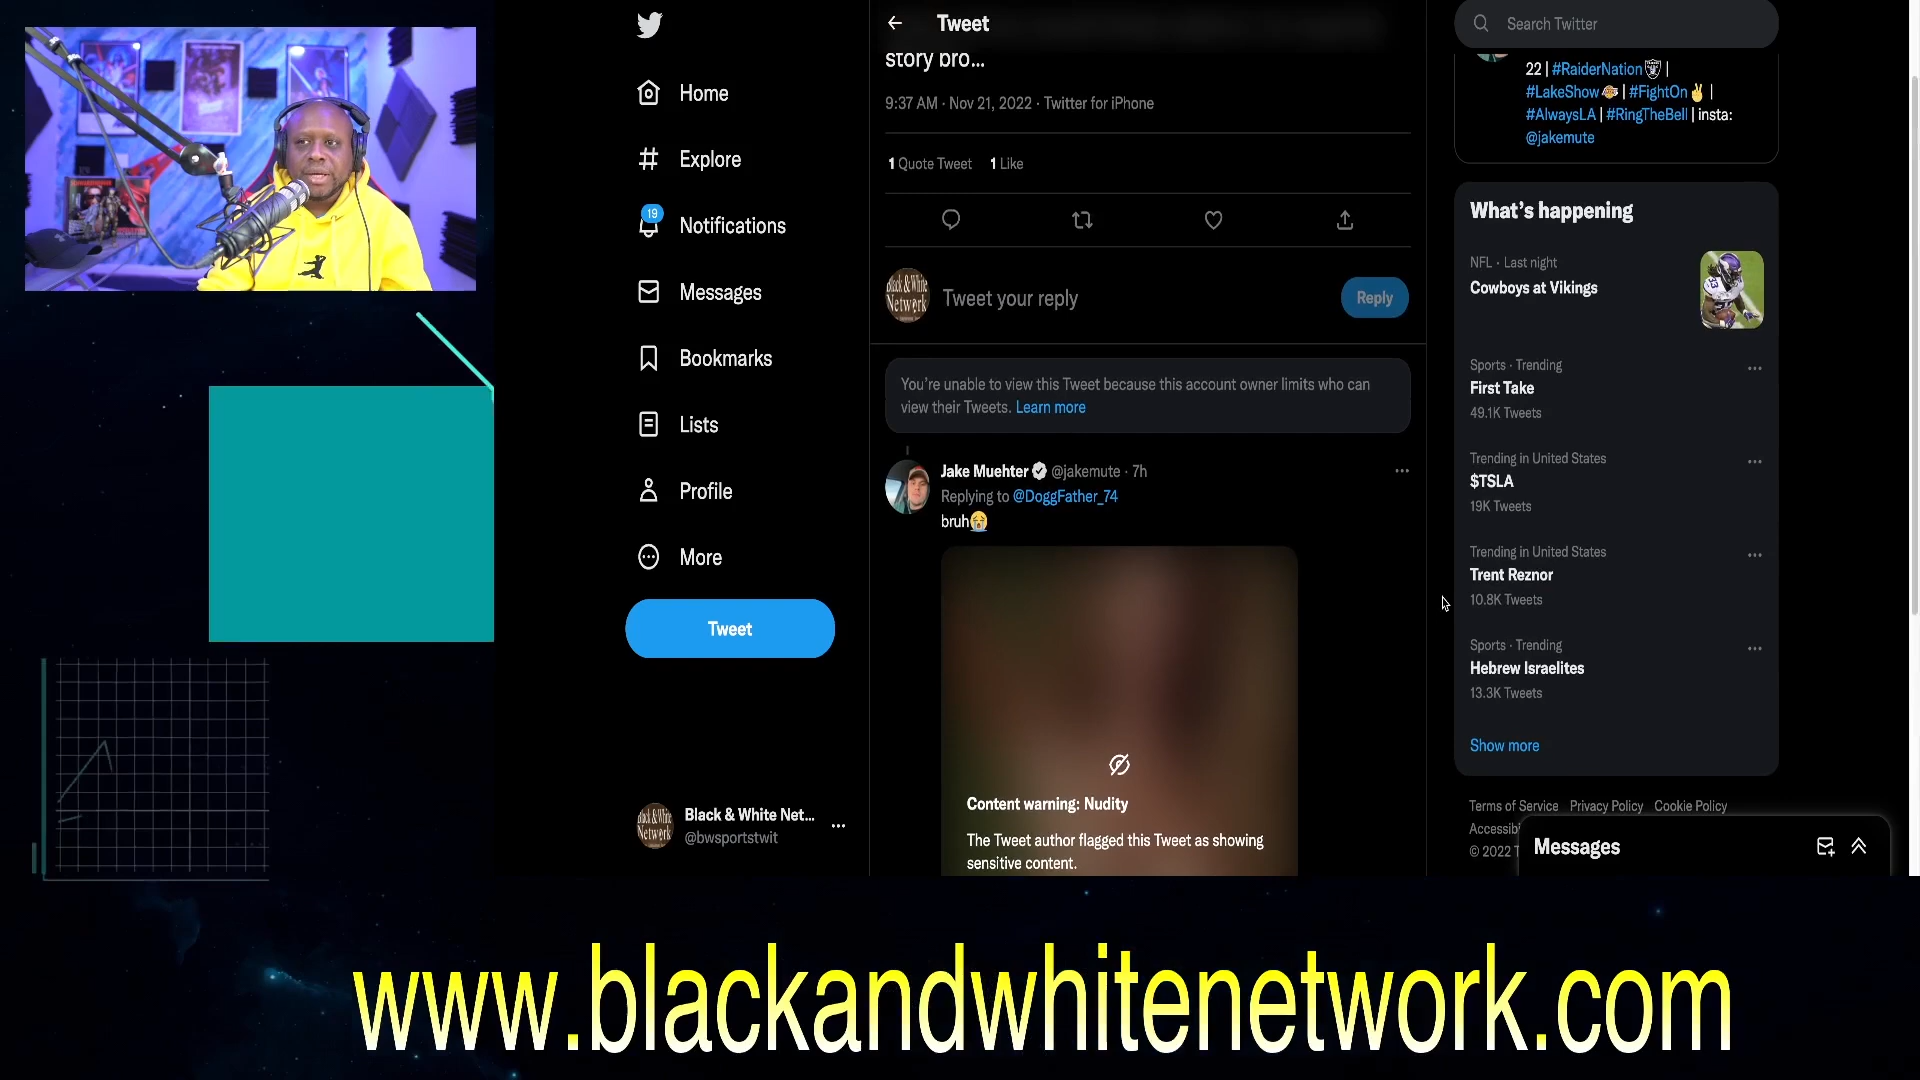 Tweet
story bro...
9:37 AM · Nov 21, 2022 · Twitter for iPhone
1 Quote Tweet 1 Like
Tweet your reply
Reply
You're unable to view this Tweet because this account owner limits who can
view their Tweets. Learn more
Jake Muehter @jakemute · 7h
Replying to @DoggFather_74
bruh😭
Content warning: Nudity
The Tweet author flagged this Tweet as showing
sensitive content.
Home
Explore
19
Notifications
Messages
Bookmarks
Lists
Profile
More
Tweet
Black & White Net...
@bwsportstwit
Black & White
Network
Search Twitter
22 | #RaiderNation |
#LakeShow | #FightOn✌ |
#AlwaysLA | #RingTheBell | insta:
@jakemute
What's happening
NFL · Last night
Cowboys at Vikings
33
Sports · Trending
First Take
49.1K Tweets
Trending in United States
$TSLA
19K Tweets
Trending in United States
Trent Reznor
10.8K Tweets
Sports · Trending
Hebrew Israelites
13.3K Tweets
Show more
Terms of Service Privacy Policy Cookie Policy
Accessibi
© 2022 T
Messages
www.blackandwhitenetwork.com